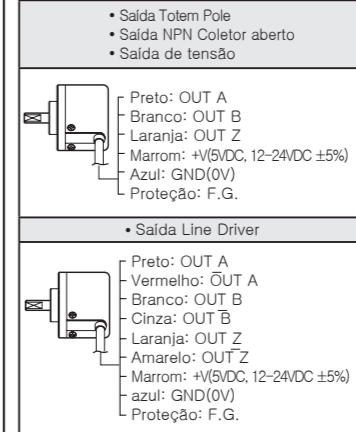 • Saída Totem Pole
• Saída NPN Coletor aberto
• Saída de tensão
Preto: OUT A
Branco: OUT B
Laranja: OUT Z
Marrom: +V(5VDC, 12-24VDC ±5%)
Azul: GND(0V)
Proteção: F.G.
• Saída Line Driver
Preto: OUT A
Vermelho: O̅UT A
Branco: OUT B
Cinza: OUT B̅
Laranja: OUT Z
Amarelo: OUT Z̅
Marrom: +V(5VDC, 12-24VDC ±5%)
azul: GND(0V)
Proteção: F.G.